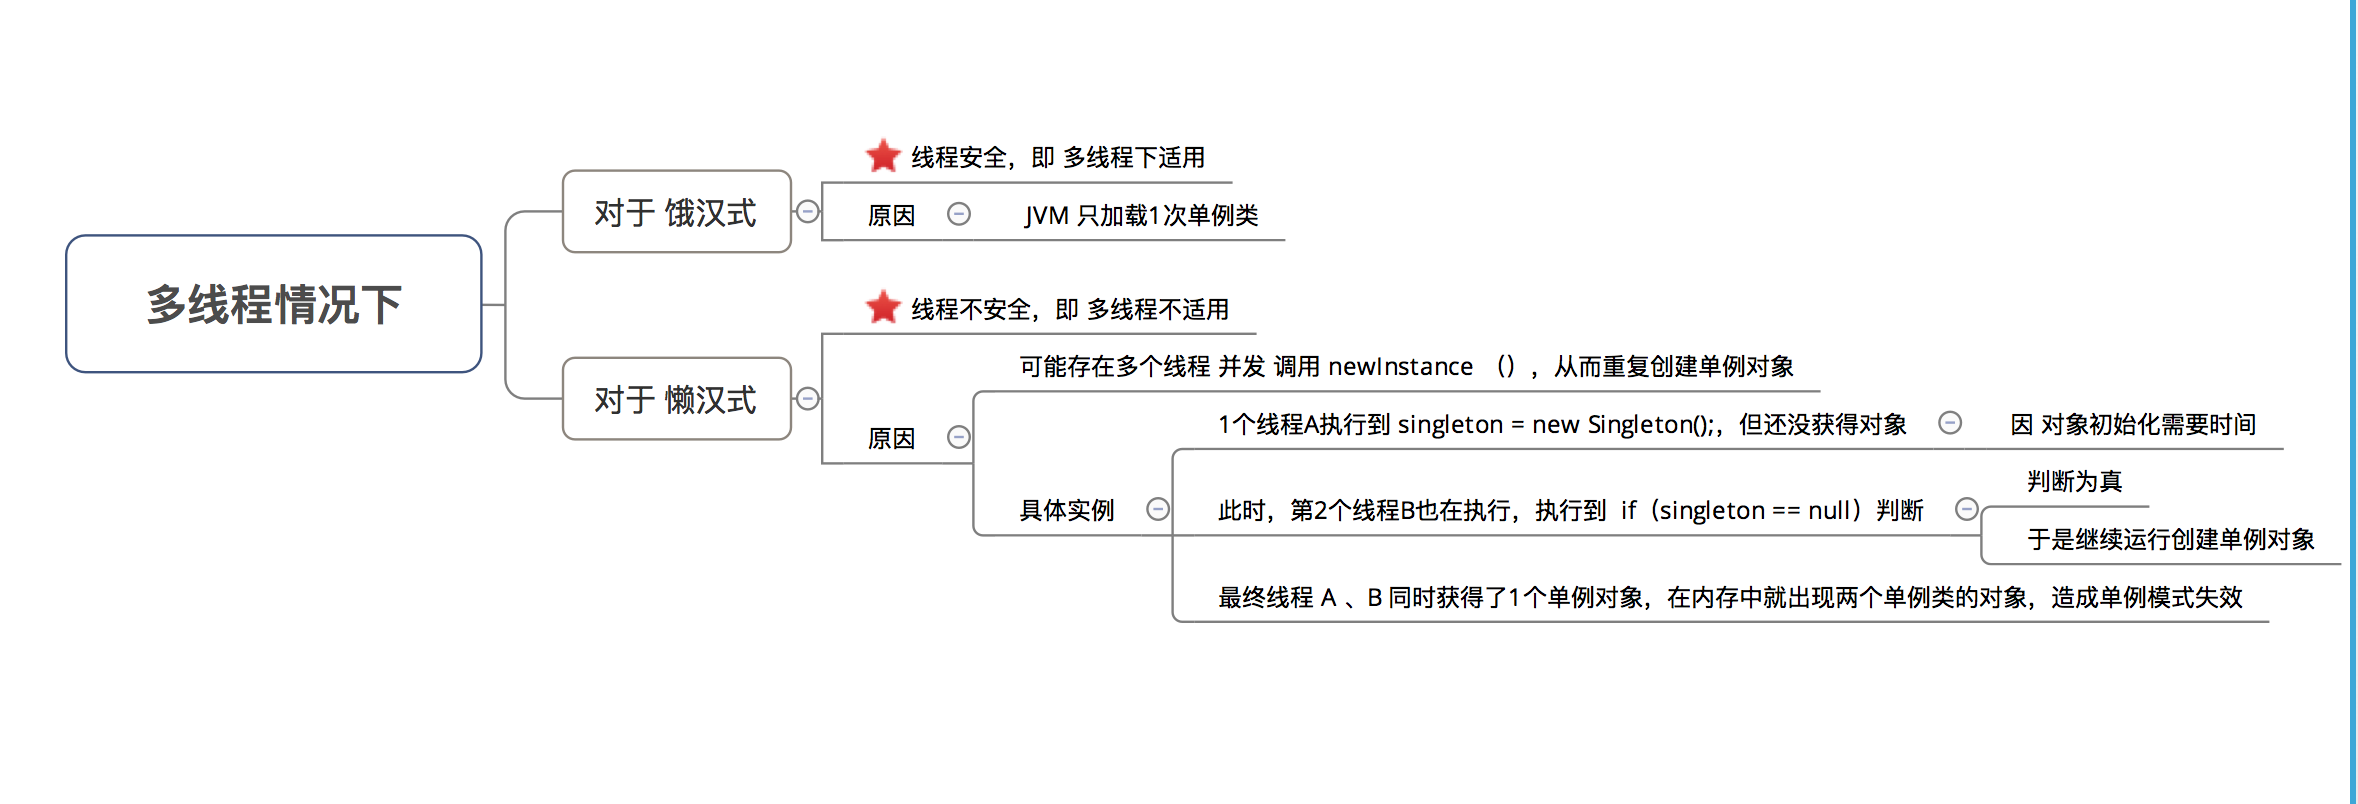 多线程情况下
对于 饿汉式
线程安全，即 多线程下适用
原因
JVM 只加载1次单例类
对于 懒汉式
线程不安全，即 多线程不适用
原因
可能存在多个线程 并发 调用 newInstance （），从而重复创建单例对象
具体实例
1个线程A执行到 singleton = new Singleton();，但还没获得对象
因 对象初始化需要时间
此时，第2个线程B也在执行，执行到  if（singleton == null）判断
判断为真
于是继续运行创建单例对象
最终线程 A 、B 同时获得了1个单例对象，在内存中就出现两个单例类的对象，造成单例模式失效